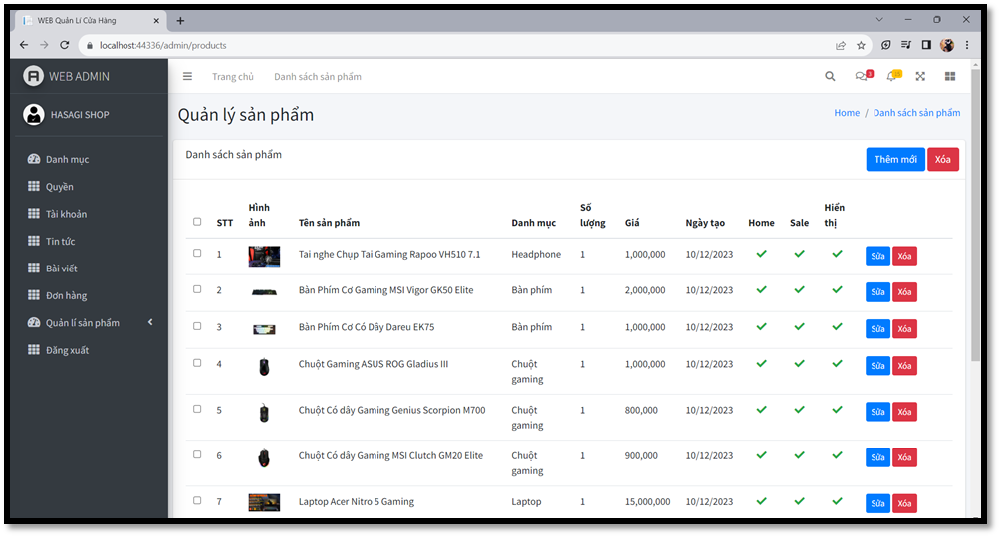 WEB Quản Lí Cửa Hàng
localhost:44336/admin/products
WEB ADMIN
Trang chủ Danh sách sản phẩm
3
15
HASAGI SHOP
Quản lý sản phẩm
Home / Danh sách sản phẩm
Danh mục
Quyền
Tài khoản
Tin tức
Bài viết
Đơn hàng
Quản lí sản phẩm
Đăng xuất
Danh sách sản phẩm
Thêm mới Xóa
STT Hình ảnh Tên sản phẩm Danh mục Số lượng Giá Ngày tạo Home Sale Hiển thị
1 Tai nghe Chụp Tai Gaming Rapoo VH510 7.1 Headphone 1 1,000,000 10/12/2023 Sửa Xóa
2 Bàn Phím Cơ Gaming MSI Vigor GK50 Elite Bàn phím 1 2,000,000 10/12/2023 Sửa Xóa
3 Bàn Phím Cơ Có Dây Dareu EK75 Bàn phím 1 1,000,000 10/12/2023 Sửa Xóa
4 Chuột Gaming ASUS ROG Gladius III Chuột gaming 1 1,000,000 10/12/2023 Sửa Xóa
5 Chuột Có dây Gaming Genius Scorpion M700 Chuột gaming 1 800,000 10/12/2023 Sửa Xóa
6 Chuột Có dây Gaming MSI Clutch GM20 Elite Chuột gaming 1 900,000 10/12/2023 Sửa Xóa
7 Laptop Acer Nitro 5 Gaming Laptop 1 15,000,000 10/12/2023 Sửa Xóa